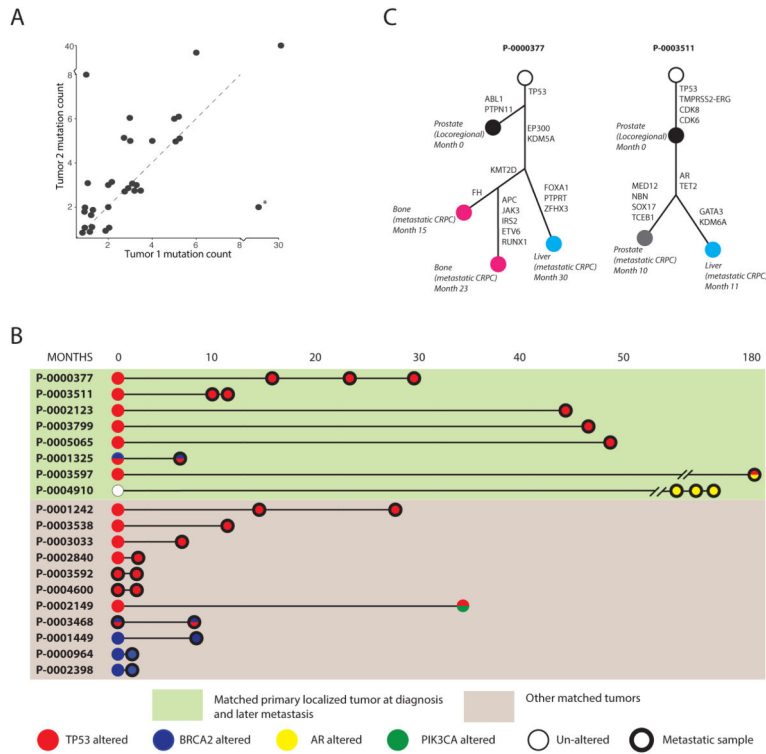 A
40
8
6
4
2
Tumor 2 mutation count
*
2
4
6
8
30
Tumor 1 mutation count
C
P-0000377
TP53
ABL1
PTPN11
Prostate
(Locoregional)
Month 0
EP300
KDM5A
KMT2D
FH
Bone
(metastatic CRPC)
Month 15
APC
JAK3
IRS2
ETV6
RUNX1
Bone
(metastatic CRPC)
Month 23
FOXA1
PTPRT
ZFHX3
Liver
(metastatic CRPC)
Month 30
P-0003511
TP53
TMPRSS2-ERG
CDK8
CDK6
Prostate
(Locoregional)
Month 0
AR
TET2
MED12
NBN
SOX17
TCEB1
Prostate
(metastatic CRPC)
Month 10
GATA3
KDM6A
Liver
(metastatic CRPC)
Month 11
B
MONTHS 0 10 20 30 40 50 180
P-0000377
P-0003511
P-0002123
P-0003799
P-0005065
P-0001325
P-0003597
P-0004910
P-0001242
P-0003538
P-0003033
P-0002840
P-0003592
P-0004600
P-0002149
P-0003468
P-0001449
P-0000964
P-0002398
Matched primary localized tumor at diagnosis
and later metastasis
Other matched tumors
TP53 altered
BRCA2 altered
AR altered
PIK3CA altered
Un-altered
Metastatic sample